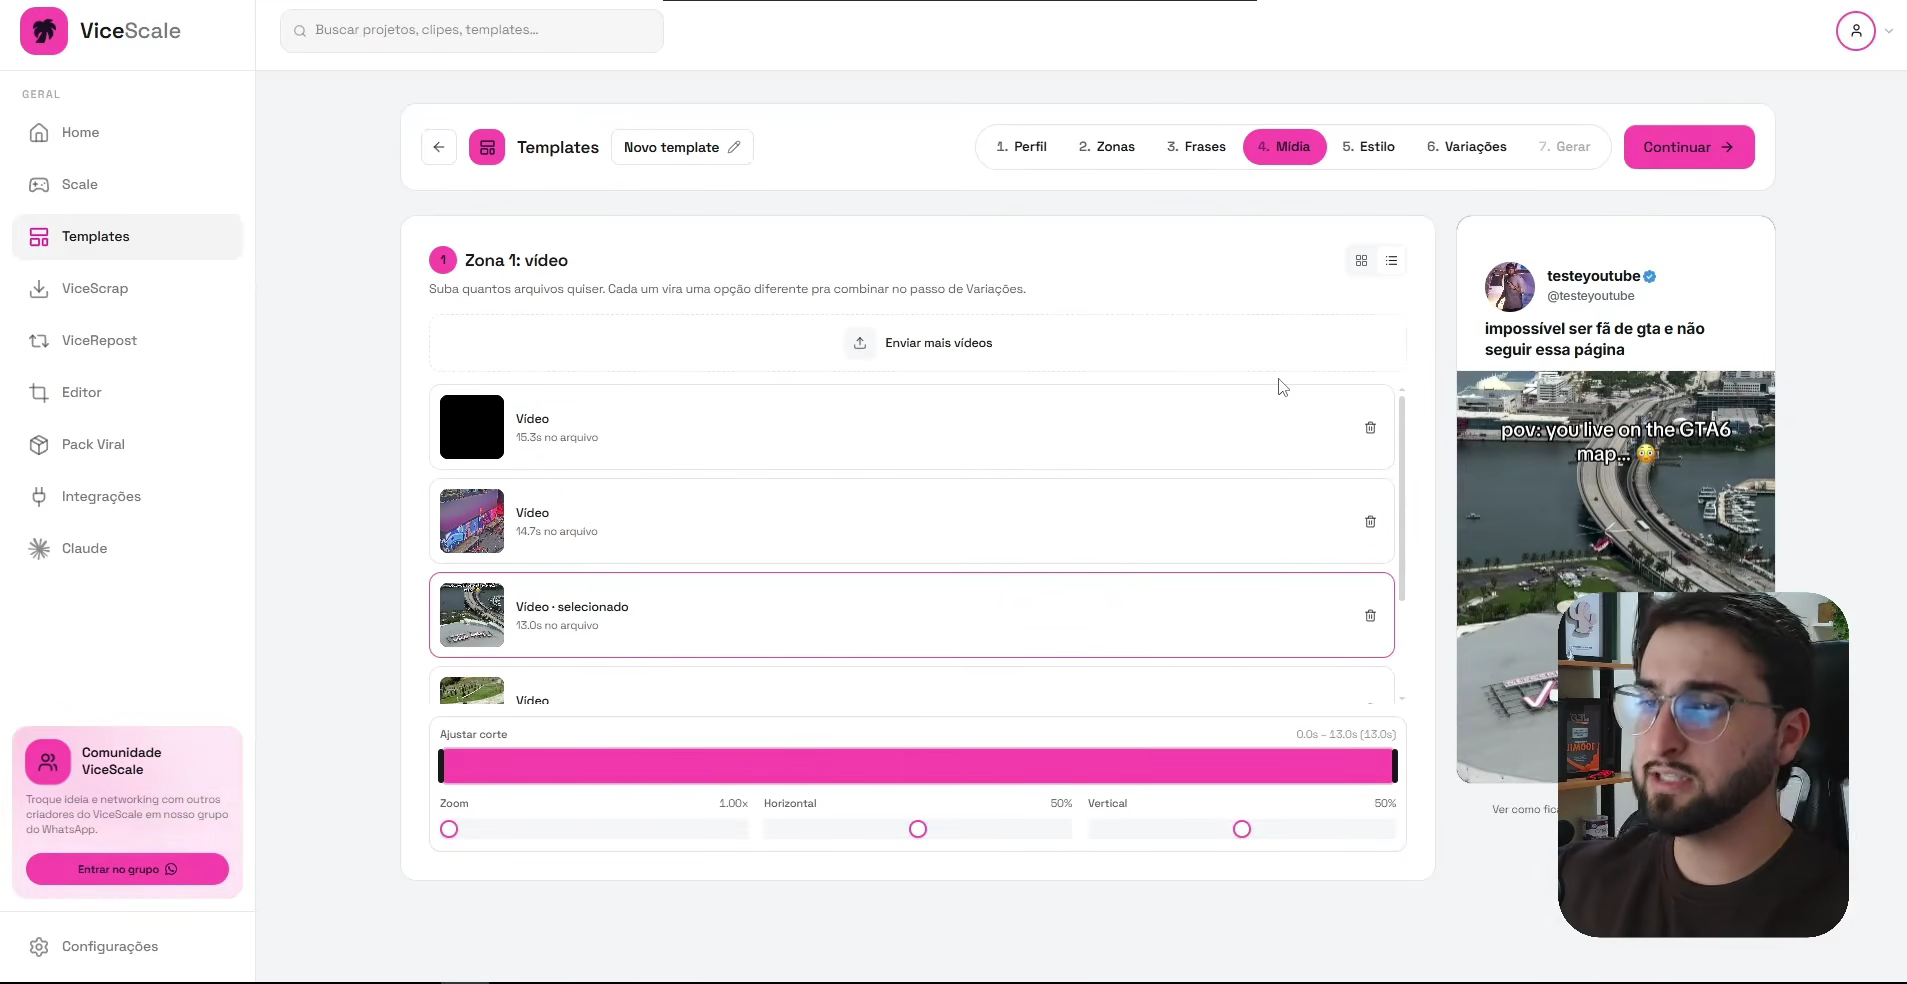 ViceScale
Buscar projetos, clipes, templates...
GERAL
Home
Scale
Templates
ViceScrap
ViceRepost
Editor
Pack Viral
Integrações
Claude
Comunidade
ViceScale
Troque ideia e networking com outros
criadores do ViceScale em nosso grupo
do WhatsApp.
Entrar no grupo
Configurações
Templates
Novo template
1. Perfil
2. Zonas
3. Frases
4. Mídia
5. Estilo
6. Variações
7. Gerar
Continuar
1
Zona 1: vídeo
Suba quantos arquivos quiser. Cada um vira uma opção diferente pra combinar no passo de Variações.
Enviar mais vídeos
Vídeo
15.3s no arquivo
Vídeo
14.7s no arquivo
Vídeo · selecionado
13.0s no arquivo
Vídeo
Ajustar corte
0.0s – 13.0s (13.0s)
Zoom
1.00x
Horizontal
50%
Vertical
50%
testeyoutube
@testeyoutube
impossível ser fã de gta e não
seguir essa página
pov: you live on the GTA6
map... 😳
Ver como fic